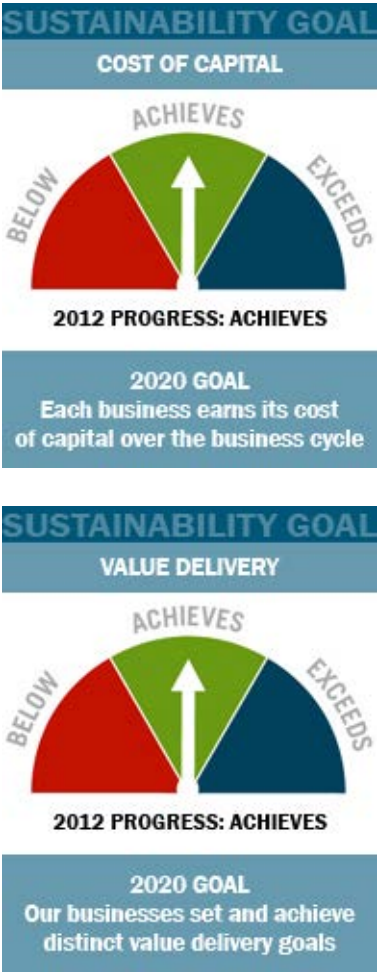 SUSTAINABILITY GOAL
COST OF CAPITAL
ACHIEVES
BELOW
EXCEEDS
2012 PROGRESS: ACHIEVES
2020 GOAL
Each business earns its cost
of capital over the business cycle
SUSTAINABILITY GOAL
VALUE DELIVERY
ACHIEVES
BELOW
EXCEEDS
2012 PROGRESS: ACHIEVES
2020 GOAL
Our businesses set and achieve
distinct value delivery goals